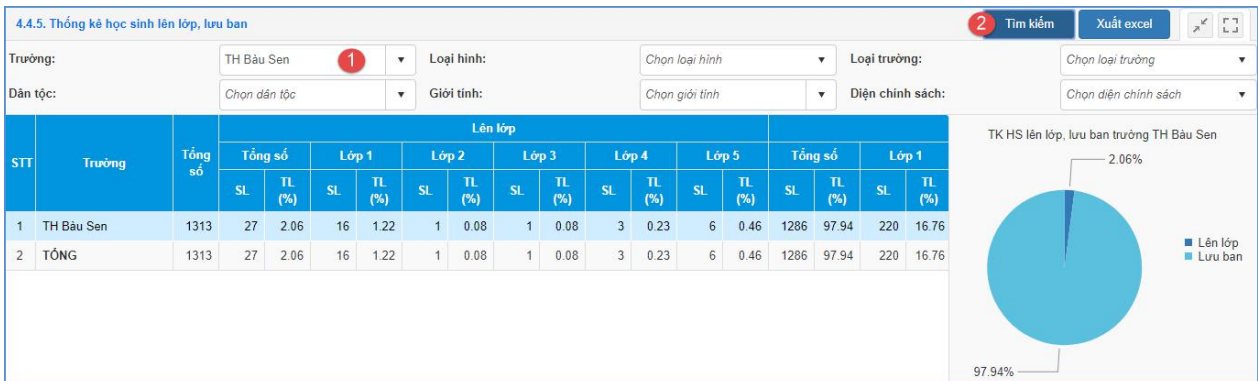 4.4.5. Thống kê học sinh lên lớp, lưu ban 2 Tìm kiếm Xuất excel
Trường: TH Bàu Sen 1 Loại hình: Chọn loại hình Loại trường: Chọn loại trường
Dân tộc: Chọn dân tộc Giới tính: Chọn giới tính Diện chính sách: Chọn diện chính sách
Lên lớp
STT Trường Tổng số Tổng số Lớp 1 Lớp 2 Lớp 3 Lớp 4 Lớp 5 Tổng số Lớp 1
SL TL (%) SL TL (%) SL TL (%) SL TL (%) SL TL (%) SL TL (%) SL TL (%) SL TL (%)
1 TH Bàu Sen 1313 27 2.06 16 1.22 1 0.08 1 0.08 3 0.23 6 0.46 1286 97.94 220 16.76
2 TỔNG 1313 27 2.06 16 1.22 1 0.08 1 0.08 3 0.23 6 0.46 1286 97.94 220 16.76
TK HS lên lớp, lưu ban trường TH Bàu Sen
2.06%
Lên lớp
Lưu ban
97.94%